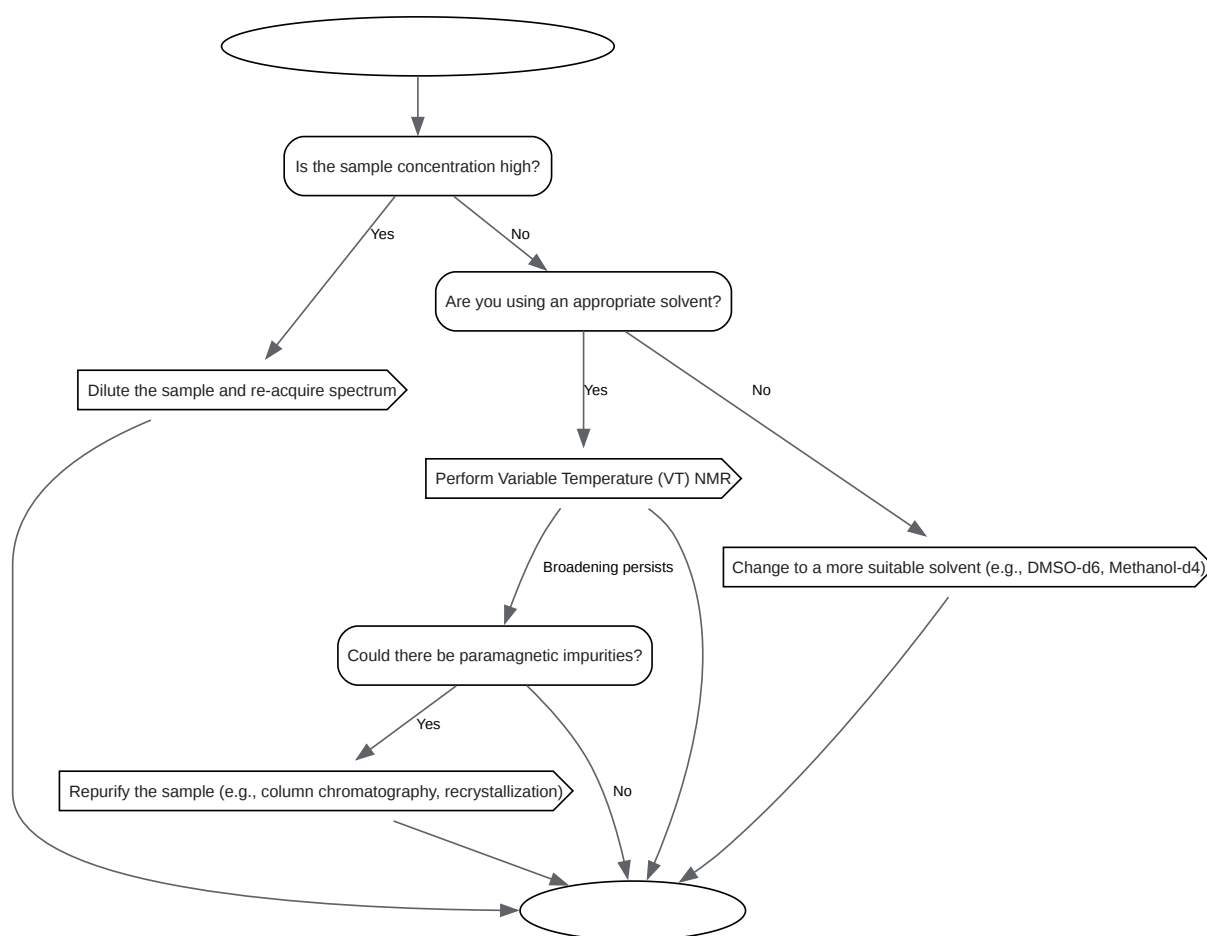 Is the sample concentration high?
Yes
No
Are you using an appropriate solvent?
Dilute the sample and re-acquire spectrum
Yes
No
Perform Variable Temperature (VT) NMR
Broadening persists
Change to a more suitable solvent (e.g., DMSO-d6, Methanol-d4)
Could there be paramagnetic impurities?
Yes
Repurify the sample (e.g., column chromatography, recrystallization)
No